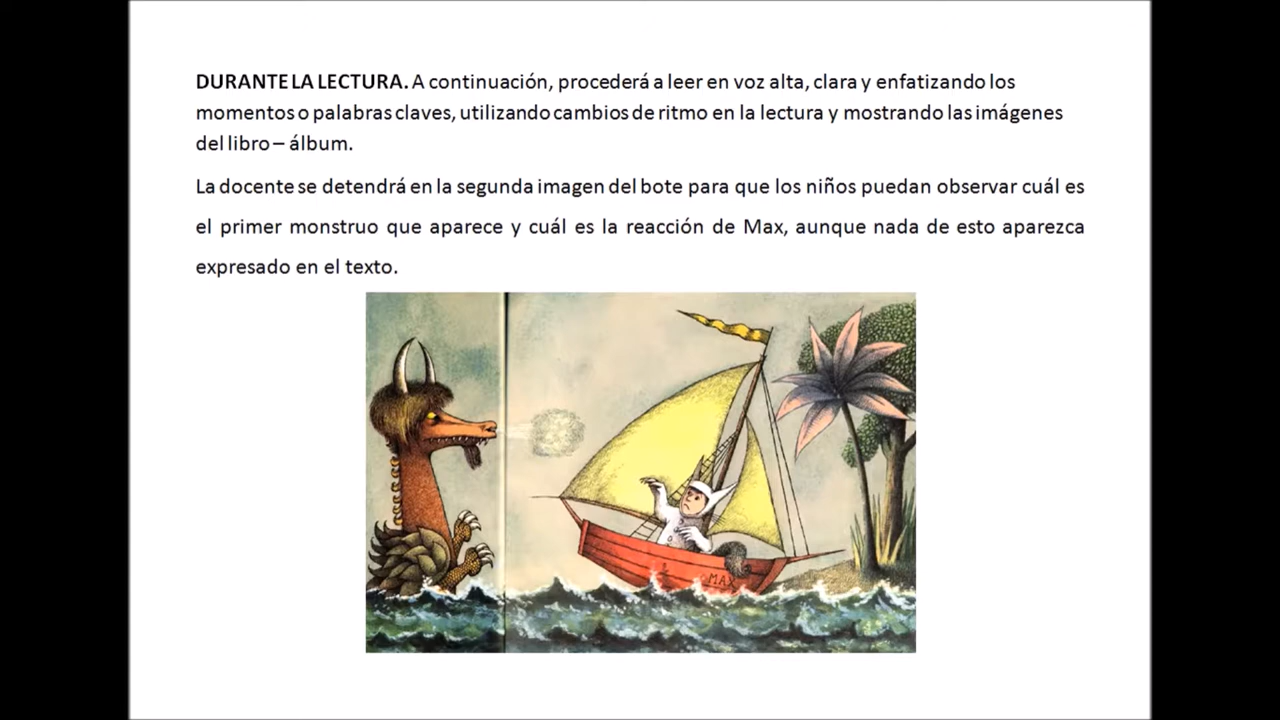 DURANTE LA LECTURA. A continuación, procederá a leer en voz alta, clara y enfatizando los
momentos o palabras claves, utilizando cambios de ritmo en la lectura y mostrando las imágenes
del libro – álbum.
La docente se detendrá en la segunda imagen del bote para que los niños puedan observar cuál es
el primer monstruo que aparece y cuál es la reacción de Max, aunque nada de esto aparezca
expresado en el texto.
MAX